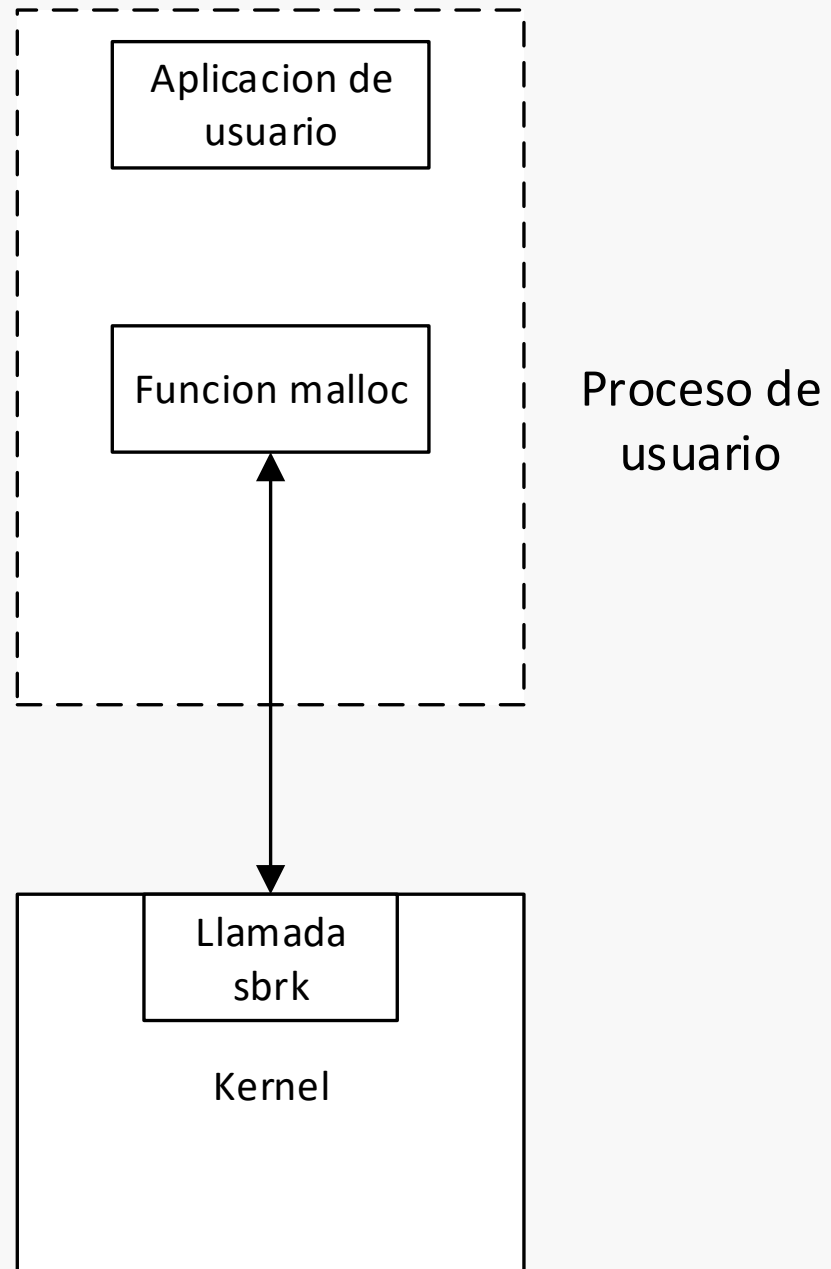 Aplicacion de
usuario
Funcion malloc
Proceso de
usuario
Llamada
sbrk
Kernel